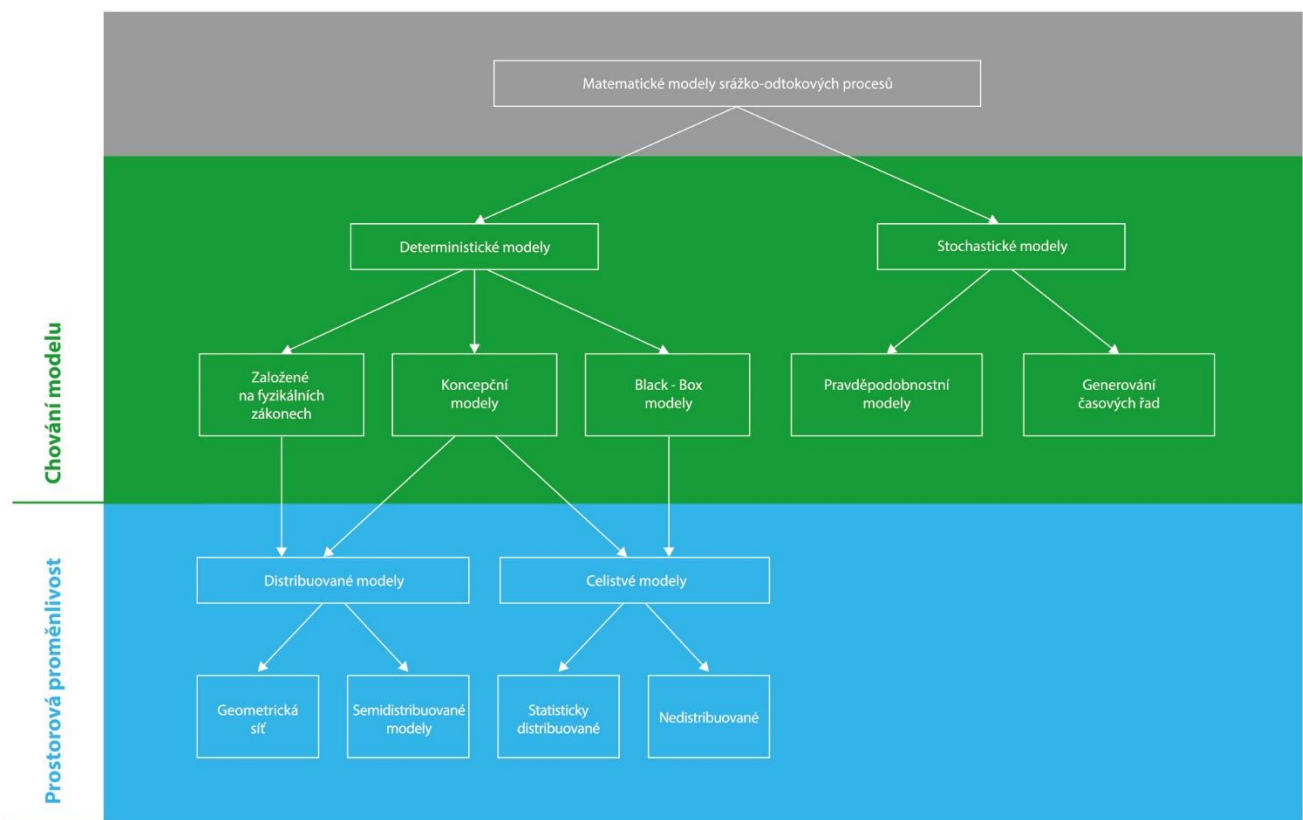 Matematické modely srážko-odtokových procesů
Chování modelu
Deterministické modely
Stochastické modely
Založené
na fyzikálních
zákonech
Koncepční
modely
Black - Box
modely
Pravděpodobnostní
modely
Generování
časových řad
Prostorová proměnlivost
Distribuované modely
Celistvé modely
Geometrická
síť
Semidistribuované
modely
Statisticky
distribuované
Nedistribuované